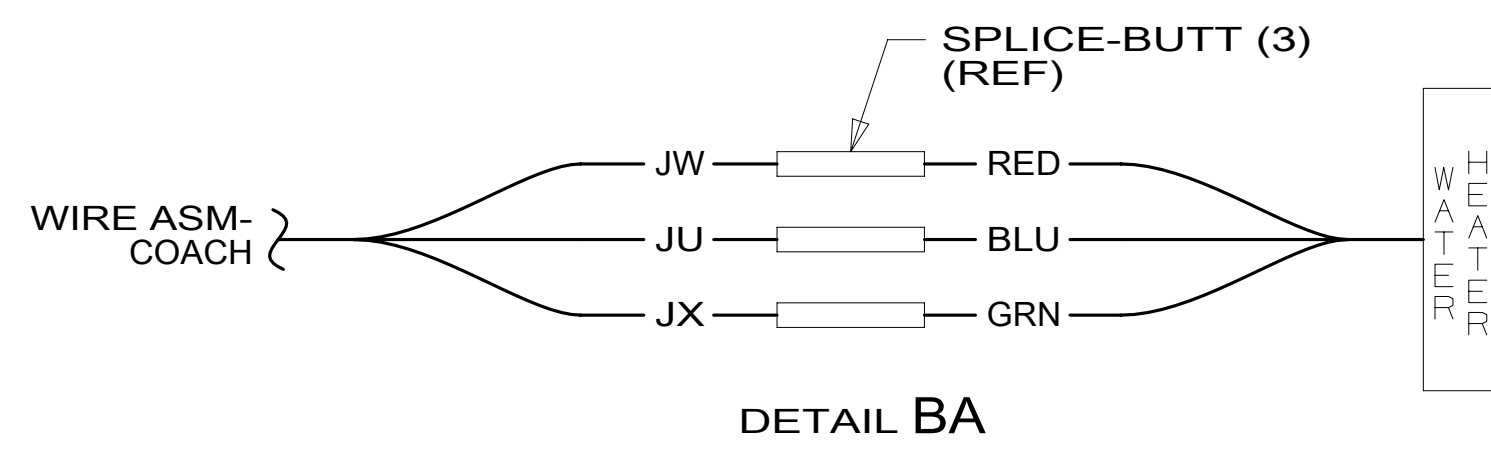 SPLICE-BUTT (3)
(REF)
JW
RED
WIRE ASM-
COACH
JU
BLU
JX
GRN
WATER
HEATER
DETAIL BA